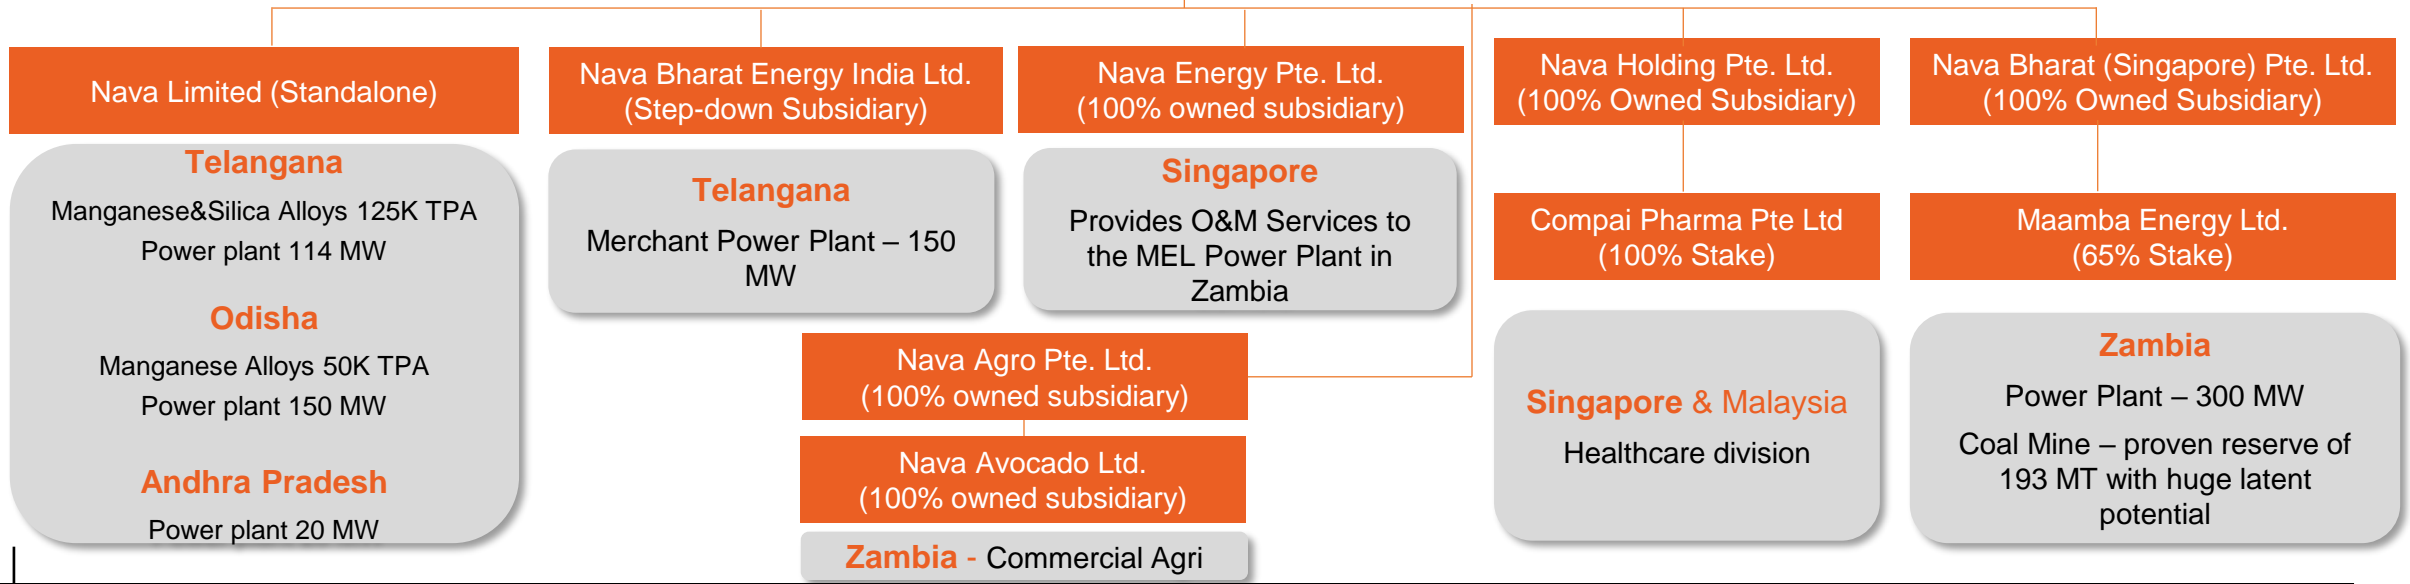 Nava Limited (Standalone)
Telangana
Manganese&Silica Alloys 125K TPA
Power plant 114 MW
Odisha
Manganese Alloys 50K TPA
Power plant 150 MW
Andhra Pradesh
Power plant 20 MW
Nava Bharat Energy India Ltd.
(Step-down Subsidiary)
Telangana
Merchant Power Plant – 150
MW
Nava Energy Pte. Ltd.
(100% owned subsidiary)
Singapore
Provides O&M Services to
the MEL Power Plant in
Zambia
Nava Agro Pte. Ltd.
(100% owned subsidiary)
Nava Avocado Ltd.
(100% owned subsidiary)
Zambia - Commercial Agri
Nava Holding Pte. Ltd.
(100% Owned Subsidiary)
Compai Pharma Pte Ltd
(100% Stake)
Singapore & Malaysia
Healthcare division
Nava Bharat (Singapore) Pte. Ltd.
(100% Owned Subsidiary)
Maamba Energy Ltd.
(65% Stake)
Zambia
Power Plant – 300 MW
Coal Mine – proven reserve of
193 MT with huge latent
potential